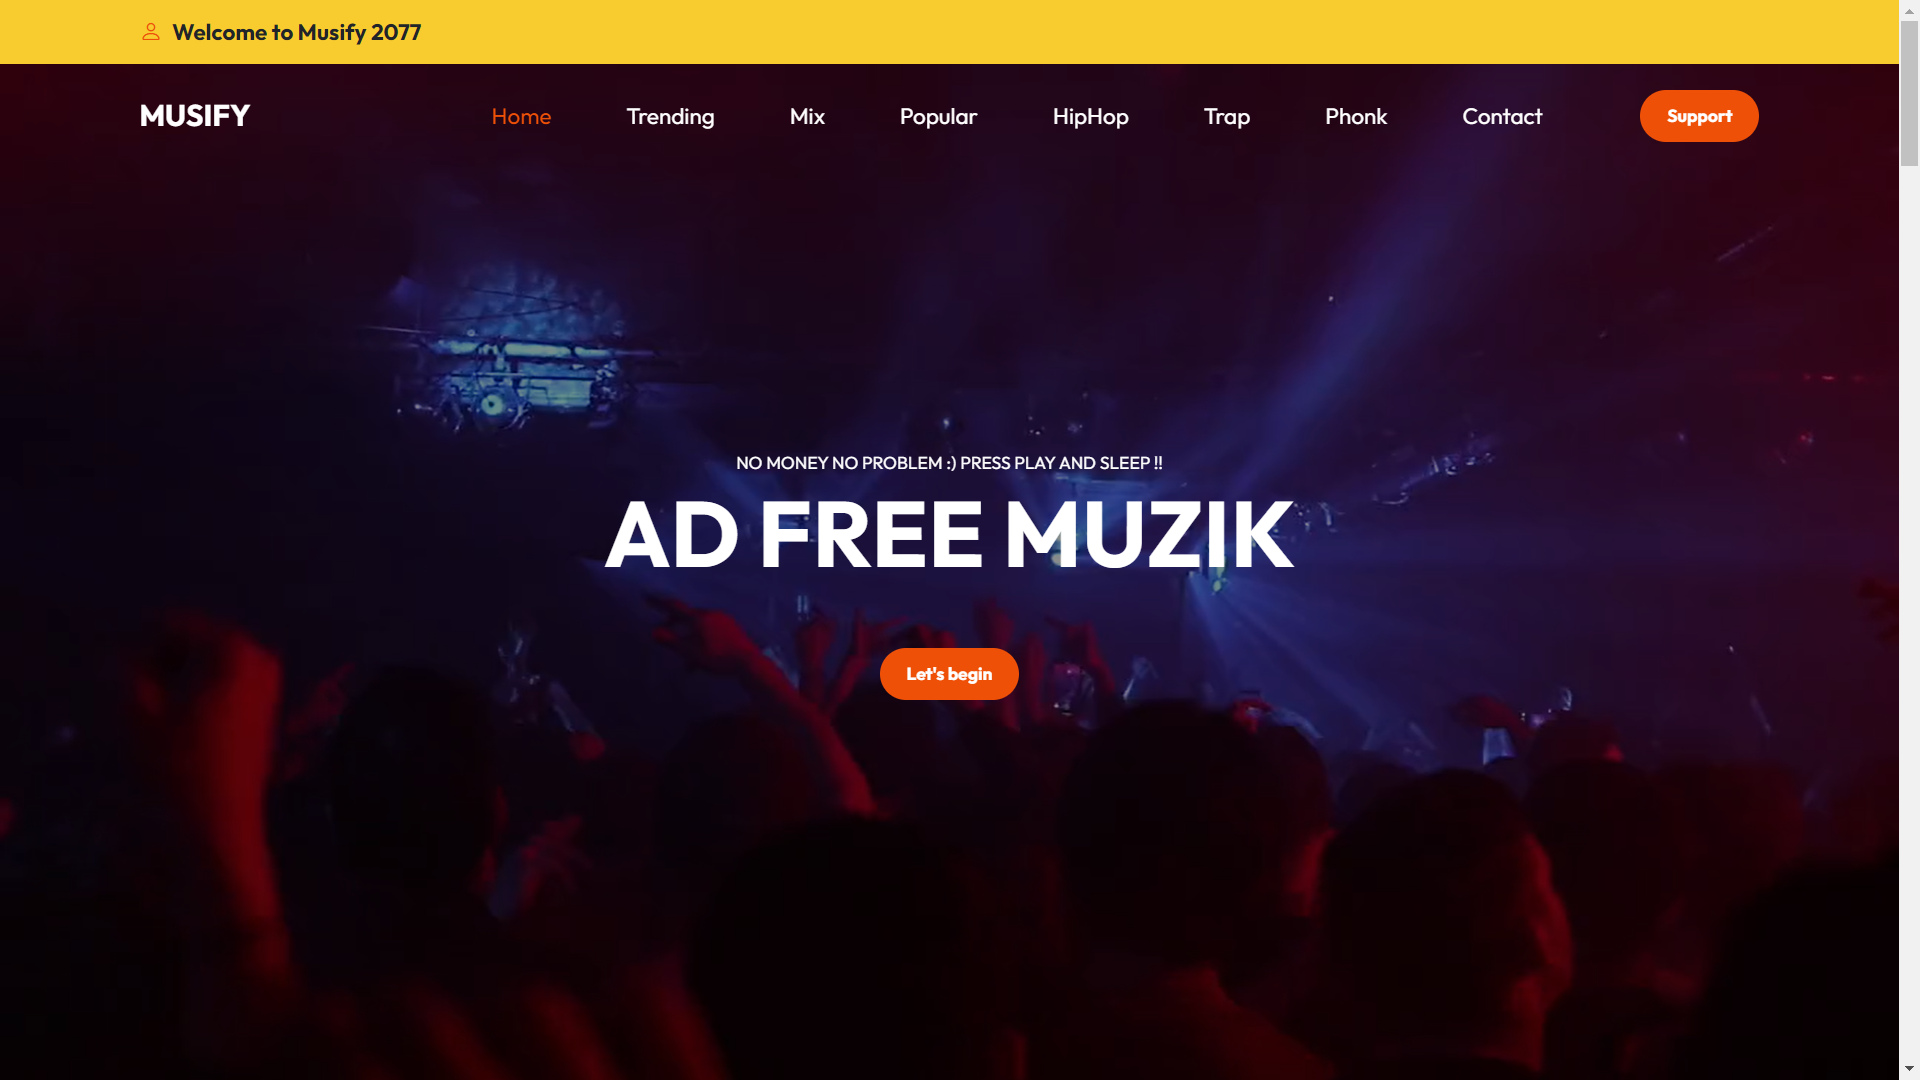 Welcome to Musify 2077
MUSIFY
Home
Trending
Mix
Popular
HipHop
Trap
Phonk
Contact
Support
NO MONEY NO PROBLEM :) PRESS PLAY AND SLEEP !!
AD FREE MUZIK
Let's begin